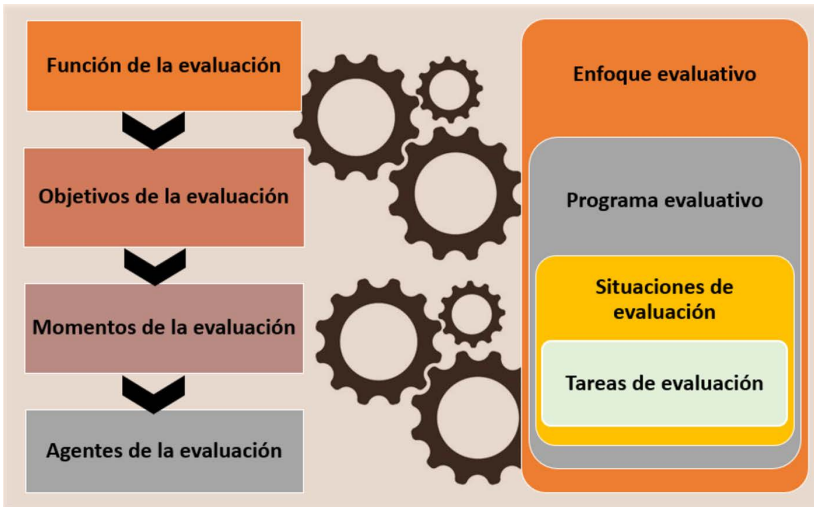 Función de la evaluación
Objetivos de la evaluación
Momentos de la evaluación
Agentes de la evaluación
Enfoque evaluativo
Programa evaluativo
Situaciones de
evaluación
Tareas de evaluación